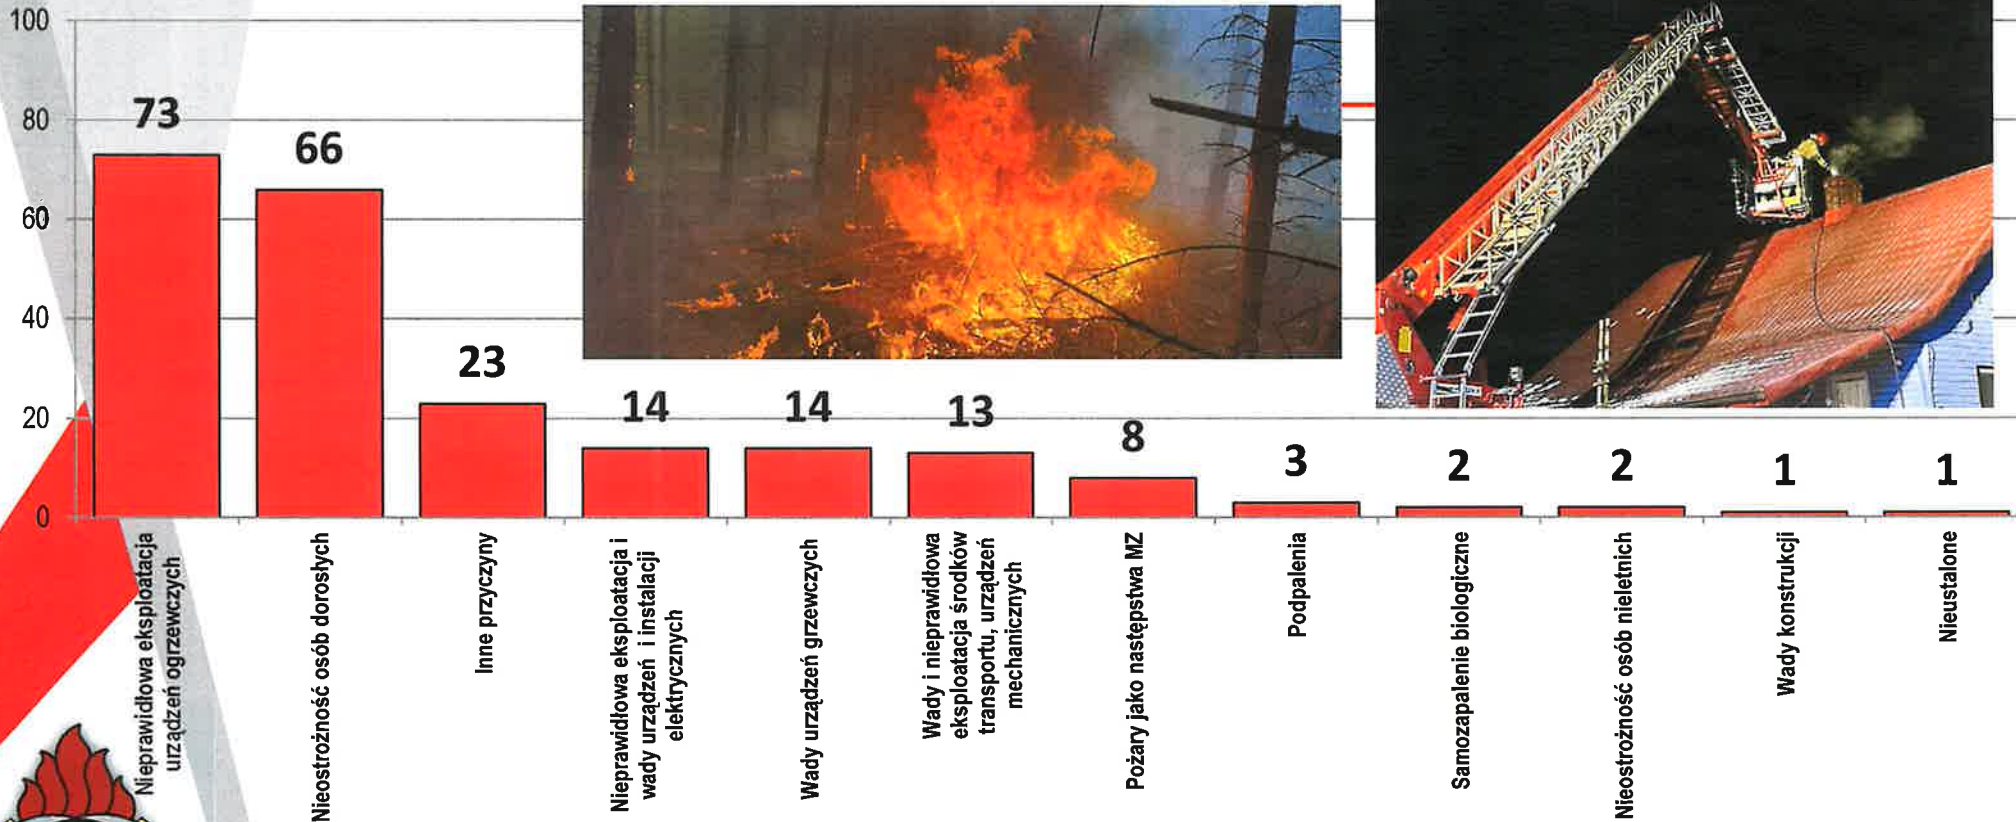 100
80
60
40
20
0
73
66
23
14
14
13
8
3
2
2
1
1
Nieprawidłowa eksploatacja
urządzeń ogrzewczych
Nieostrożność osób dorosłych
Inne przyczyny
Nieprawidłowa eksploatacja i
wady urządzeń i instalacji
elektrycznych
Wady urządzeń grzewczych
Wady i nieprawidłowa
eksploatacja środków
transportu, urządzeń
mechanicznych
Pożary jako następstwa MZ
Podpalenia
Samozapalenie biologiczne
Nieostrożność osób nieletnich
Wady konstrukcji
Nieustalone